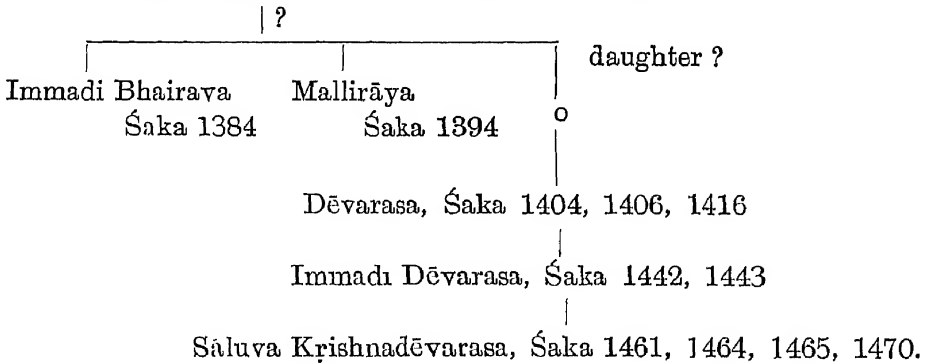 ?
daughter ?
Immadi Bhairava Mallirāya
Śaka 1384 Śaka 1394
o
Dēvarasa, Śaka 1404, 1406, 1416
Immadi Dēvarasa, Śaka 1442, 1443
Sāluva Kṛishnadēvarasa, Śaka 1461, 1464, 1465, 1470.